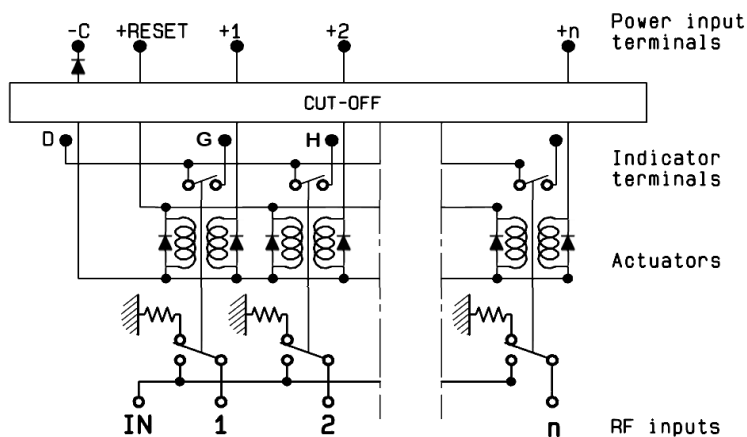 -C +RESET +1 +2 +n
Power input
terminals
CUT-OFF
D G H
Indicator
terminals
Actuators
IN 1 2 n
RF inputs